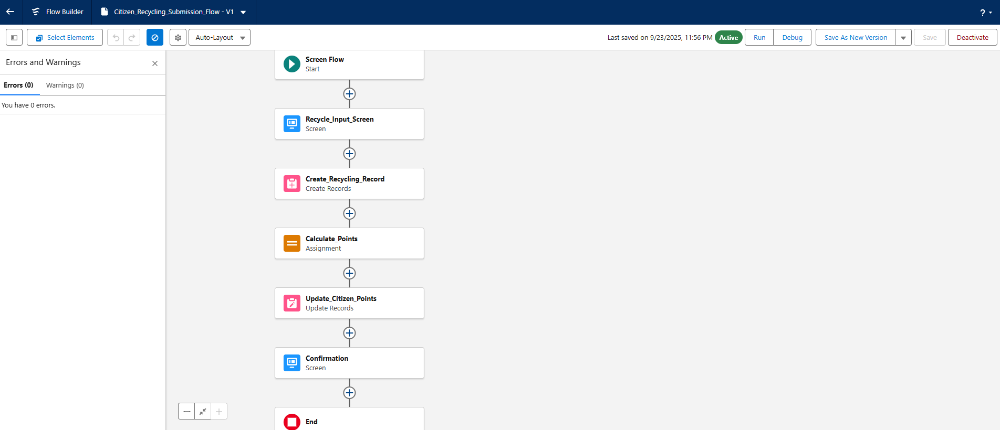 Flow Builder
Citizen_Recycling_Submission_Flow - V1
?
Select Elements
Auto-Layout
Last saved on 9/23/2025, 11:56 PM
Active
Run
Debug
Save As New Version
Save
Deactivate
Errors and Warnings
Errors (0)
Warnings (0)
You have 0 errors.
Screen Flow
Start
Recycle_Input_Screen
Screen
Create_Recycling_Record
Create Records
Calculate_Points
Assignment
Update_Citizen_Points
Update Records
Confirmation
Screen
End